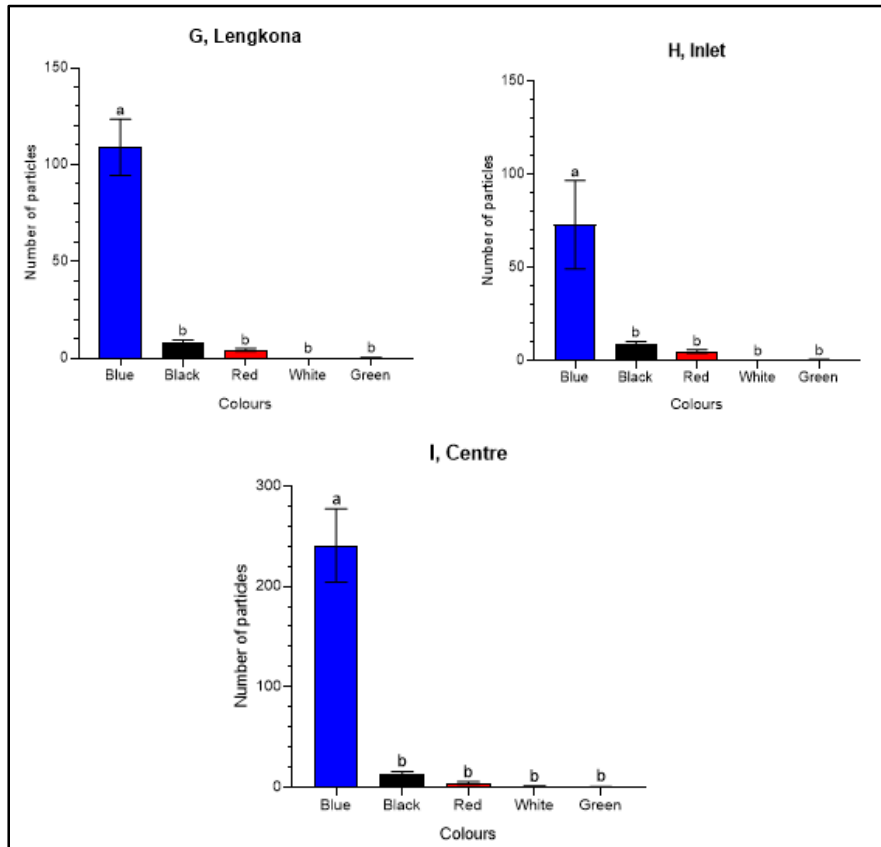 G, Lengkona
150
100
50
0
Number of particles
a
b
b
b
b
Blue Black Red White Green
Colours
H, Inlet
150
100
50
0
Number of particles
a
b
b
b
b
Blue Black Red White Green
Colours
I, Centre
300
200
100
0
Number of particles
a
b
b
b
b
Blue Black Red White Green
Colours